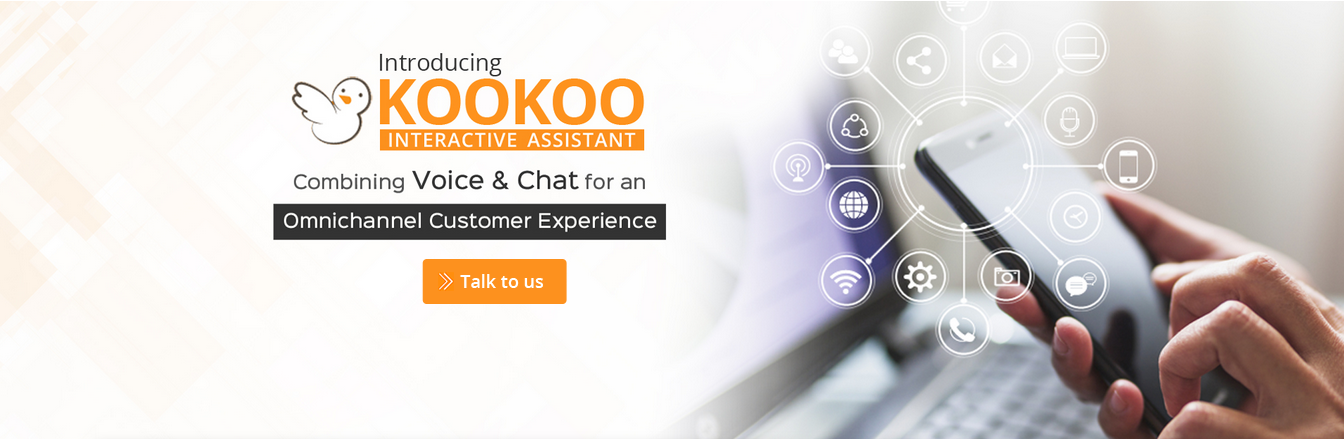 Introducing
KOOKOO
INTERACTIVE ASSISTANT
Combining Voice & Chat for an
Omnichannel Customer Experience
Talk to us